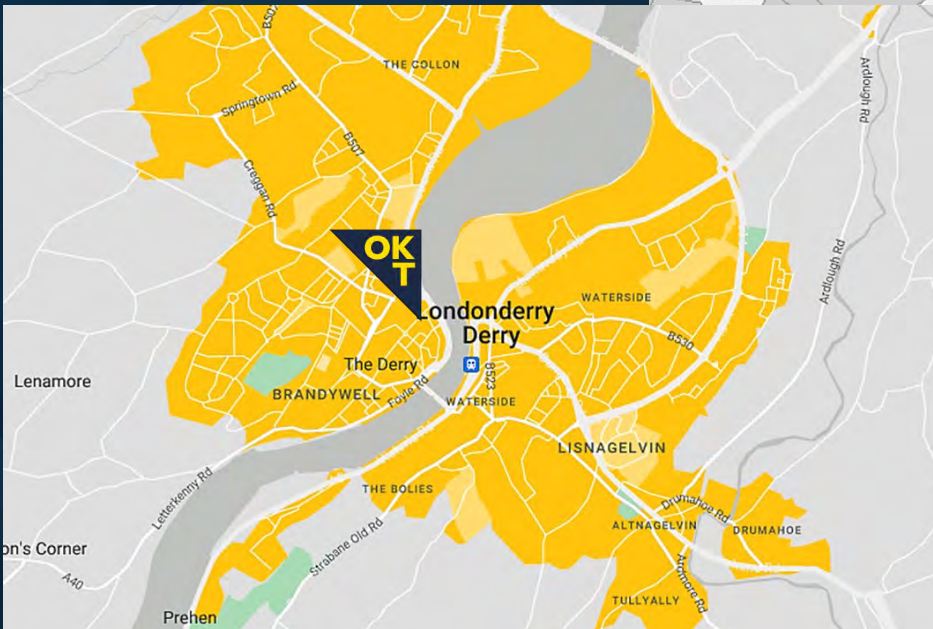 B507
THE COLLON
Ardlough Rd
Springtown Rd
B507
Creggan Rd
OK
T
Ardlough Rd
WATERSIDE
Londonderry
Derry
B530
The Derry
B523
Lenamore
BRANDYWELL
Foyle Rd
WATERSIDE
LISNAGELVIN
Letterkenny Rd
THE BOLIES
Drumahoe Rd
ALTNAGELVIN
DRUMAHOE
Strabane Old Rd
on's Corner
A40
Ardmore Rd
TULLYALLY
Prehen